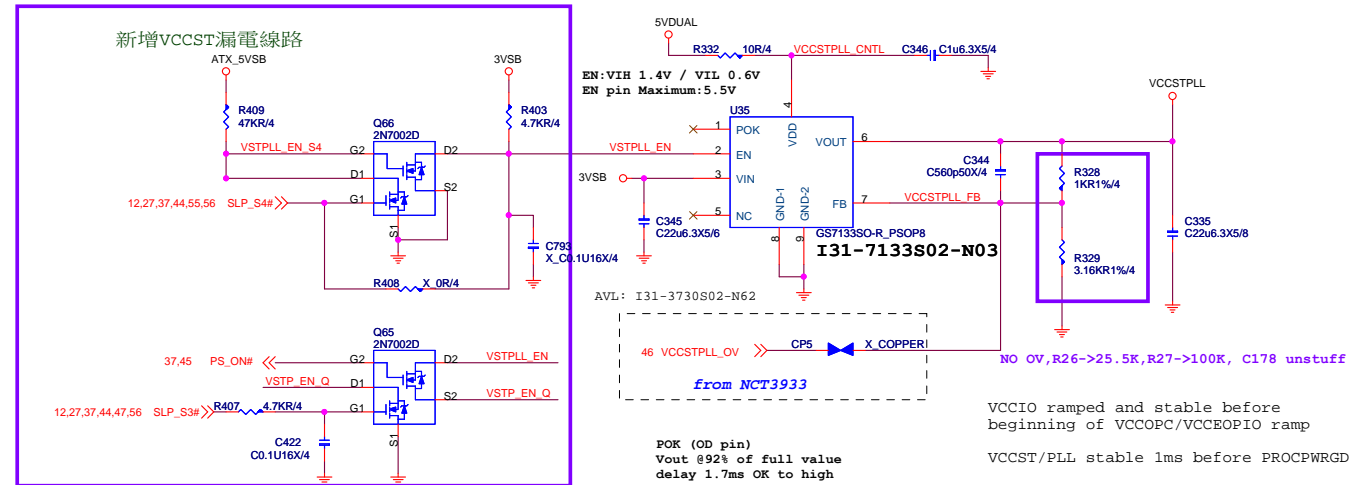 新增VCCST漏電線路
ATX_5VSB
3VSB
R409
47KR/4
R403
4.7KR/4
Q66
2N7002D
VSTPLL_EN_S4
G2
D2
VSTPLL_EN
D1
S2
12,27,37,44,55,56 SLP_S4#
G1
S1
C793
X_C0.1U16X/4
R408
X_0R/4
Q65
2N7002D
37,45 PS_ON#
G2
D2
VSTPLL_EN
VSTP_EN_Q
D1
S2
VSTP_EN_Q
12,27,37,44,47,56 SLP_S3#
R407
4.7KR/4
G1
S1
C422
C0.1U16X/4
5VDUAL
R332
10R/4
VCCSTPLL_CNTL
C346
C1u6.3X5/4
EN:VIH 1.4V / VIL 0.6V
EN pin Maximum:5.5V
U35
4
VCCSTPLL
1
POK
VDD
VOUT
6
2
EN
3VSB
3
VIN
5
NC
GND-1
GND-2
FB
7
VCCSTPLL_FB
8
9
GS7133SO-R_PSOP8
I31-7133S02-N03
C345
C22u6.3X5/6
C344
C560p50X/4
R328
1KR1%/4
R329
3.16KR1%/4
C335
C22u6.3X5/8
AVL: I31-3730S02-N62
46 VCCSTPLL_OV
CP5
X_COPPER
from NCT3933
NO OV,R26->25.5K,R27->100K, C178 unstuff
VCCIO ramped and stable before
beginning of VCCOPC/VCCEOPIO ramp
VCCST/PLL stable 1ms before PROCPWRGD
POK (OD pin)
Vout @92% of full value
delay 1.7ms OK to high